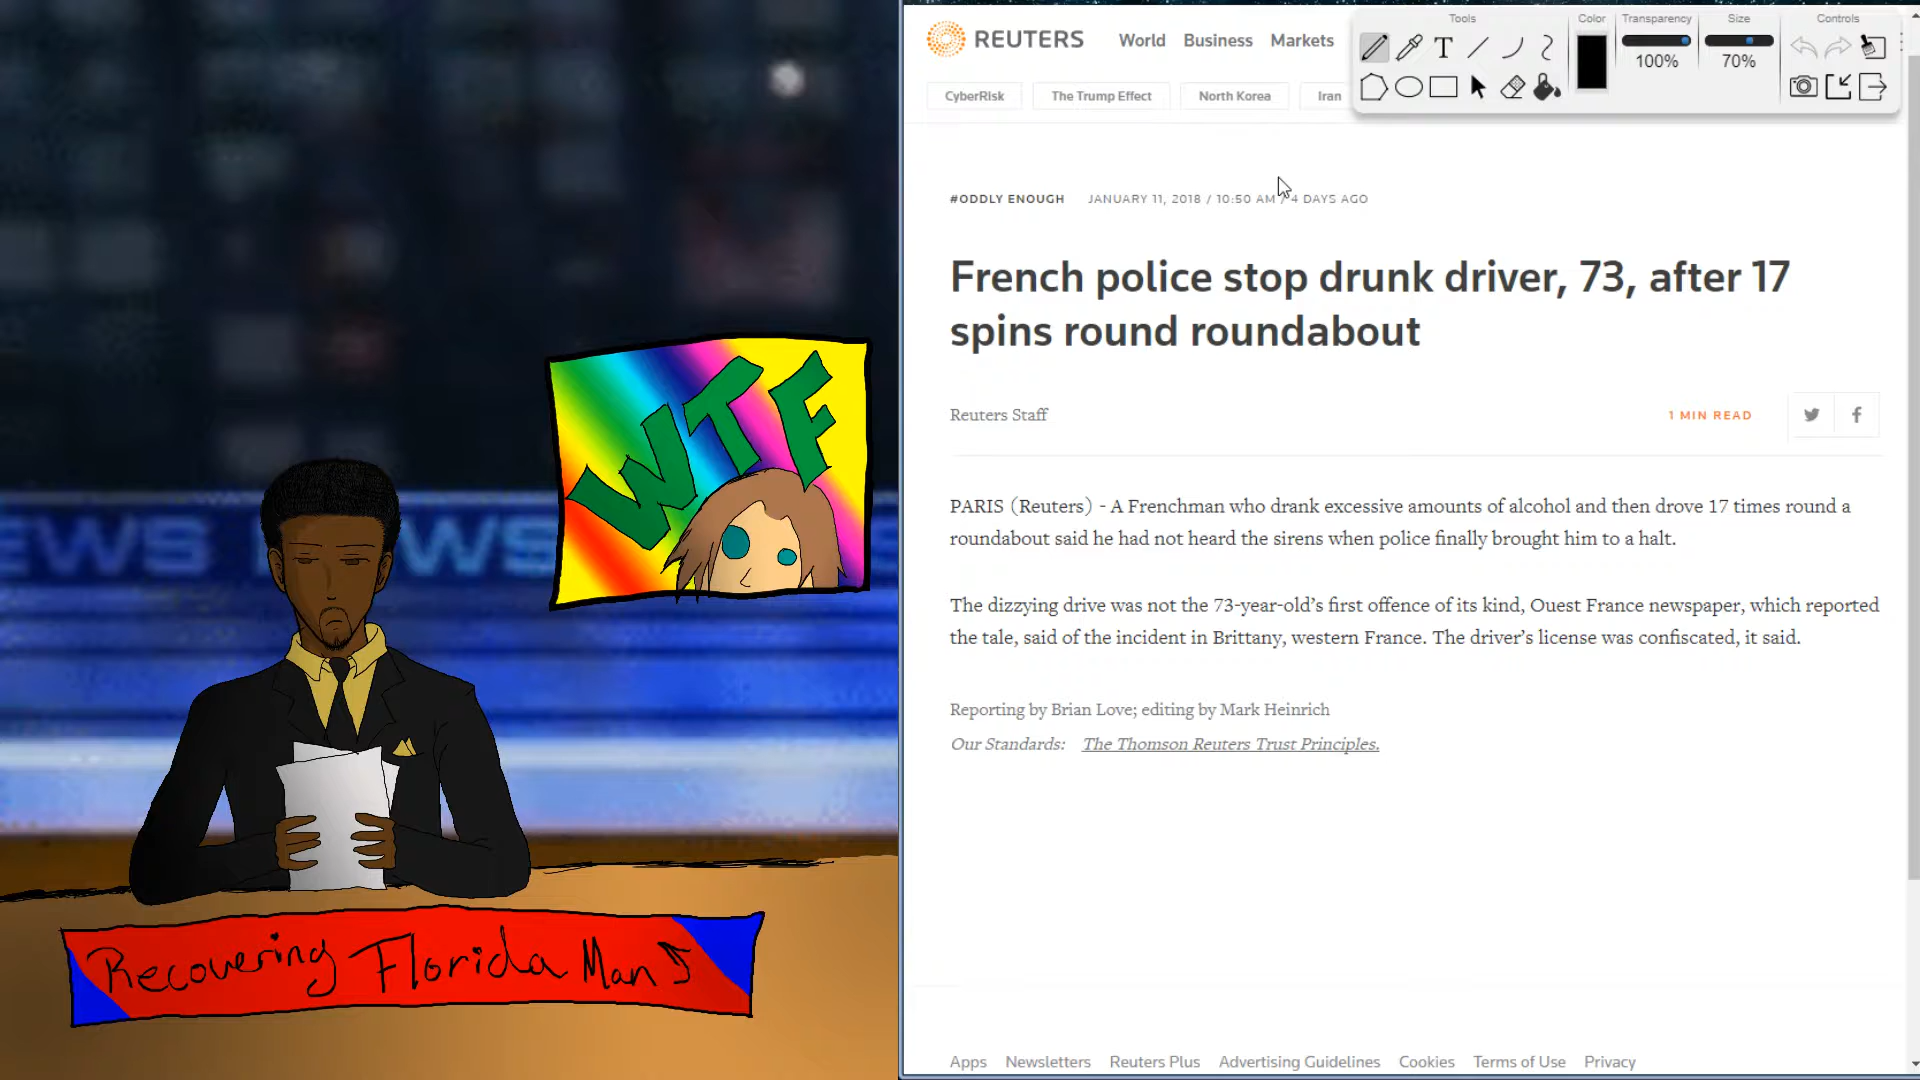 EWS NEWS
WTF
Recovering Florida Man
REUTERS World Business Markets
CyberRisk The Trump Effect North Korea Iran
Tools Color Transparency Size Controls
T 100% 70%
#ODDLY ENOUGH JANUARY 11, 2018 / 10:50 AM / 4 DAYS AGO
French police stop drunk driver, 73, after 17
spins round roundabout
Reuters Staff 1 MIN READ
PARIS (Reuters) - A Frenchman who drank excessive amounts of alcohol and then drove 17 times round a
roundabout said he had not heard the sirens when police finally brought him to a halt.
The dizzying drive was not the 73-year-old’s first offence of its kind, Ouest France newspaper, which reported
the tale, said of the incident in Brittany, western France. The driver’s license was confiscated, it said.
Reporting by Brian Love; editing by Mark Heinrich
Our Standards: The Thomson Reuters Trust Principles.
Apps Newsletters Reuters Plus Advertising Guidelines Cookies Terms of Use Privacy